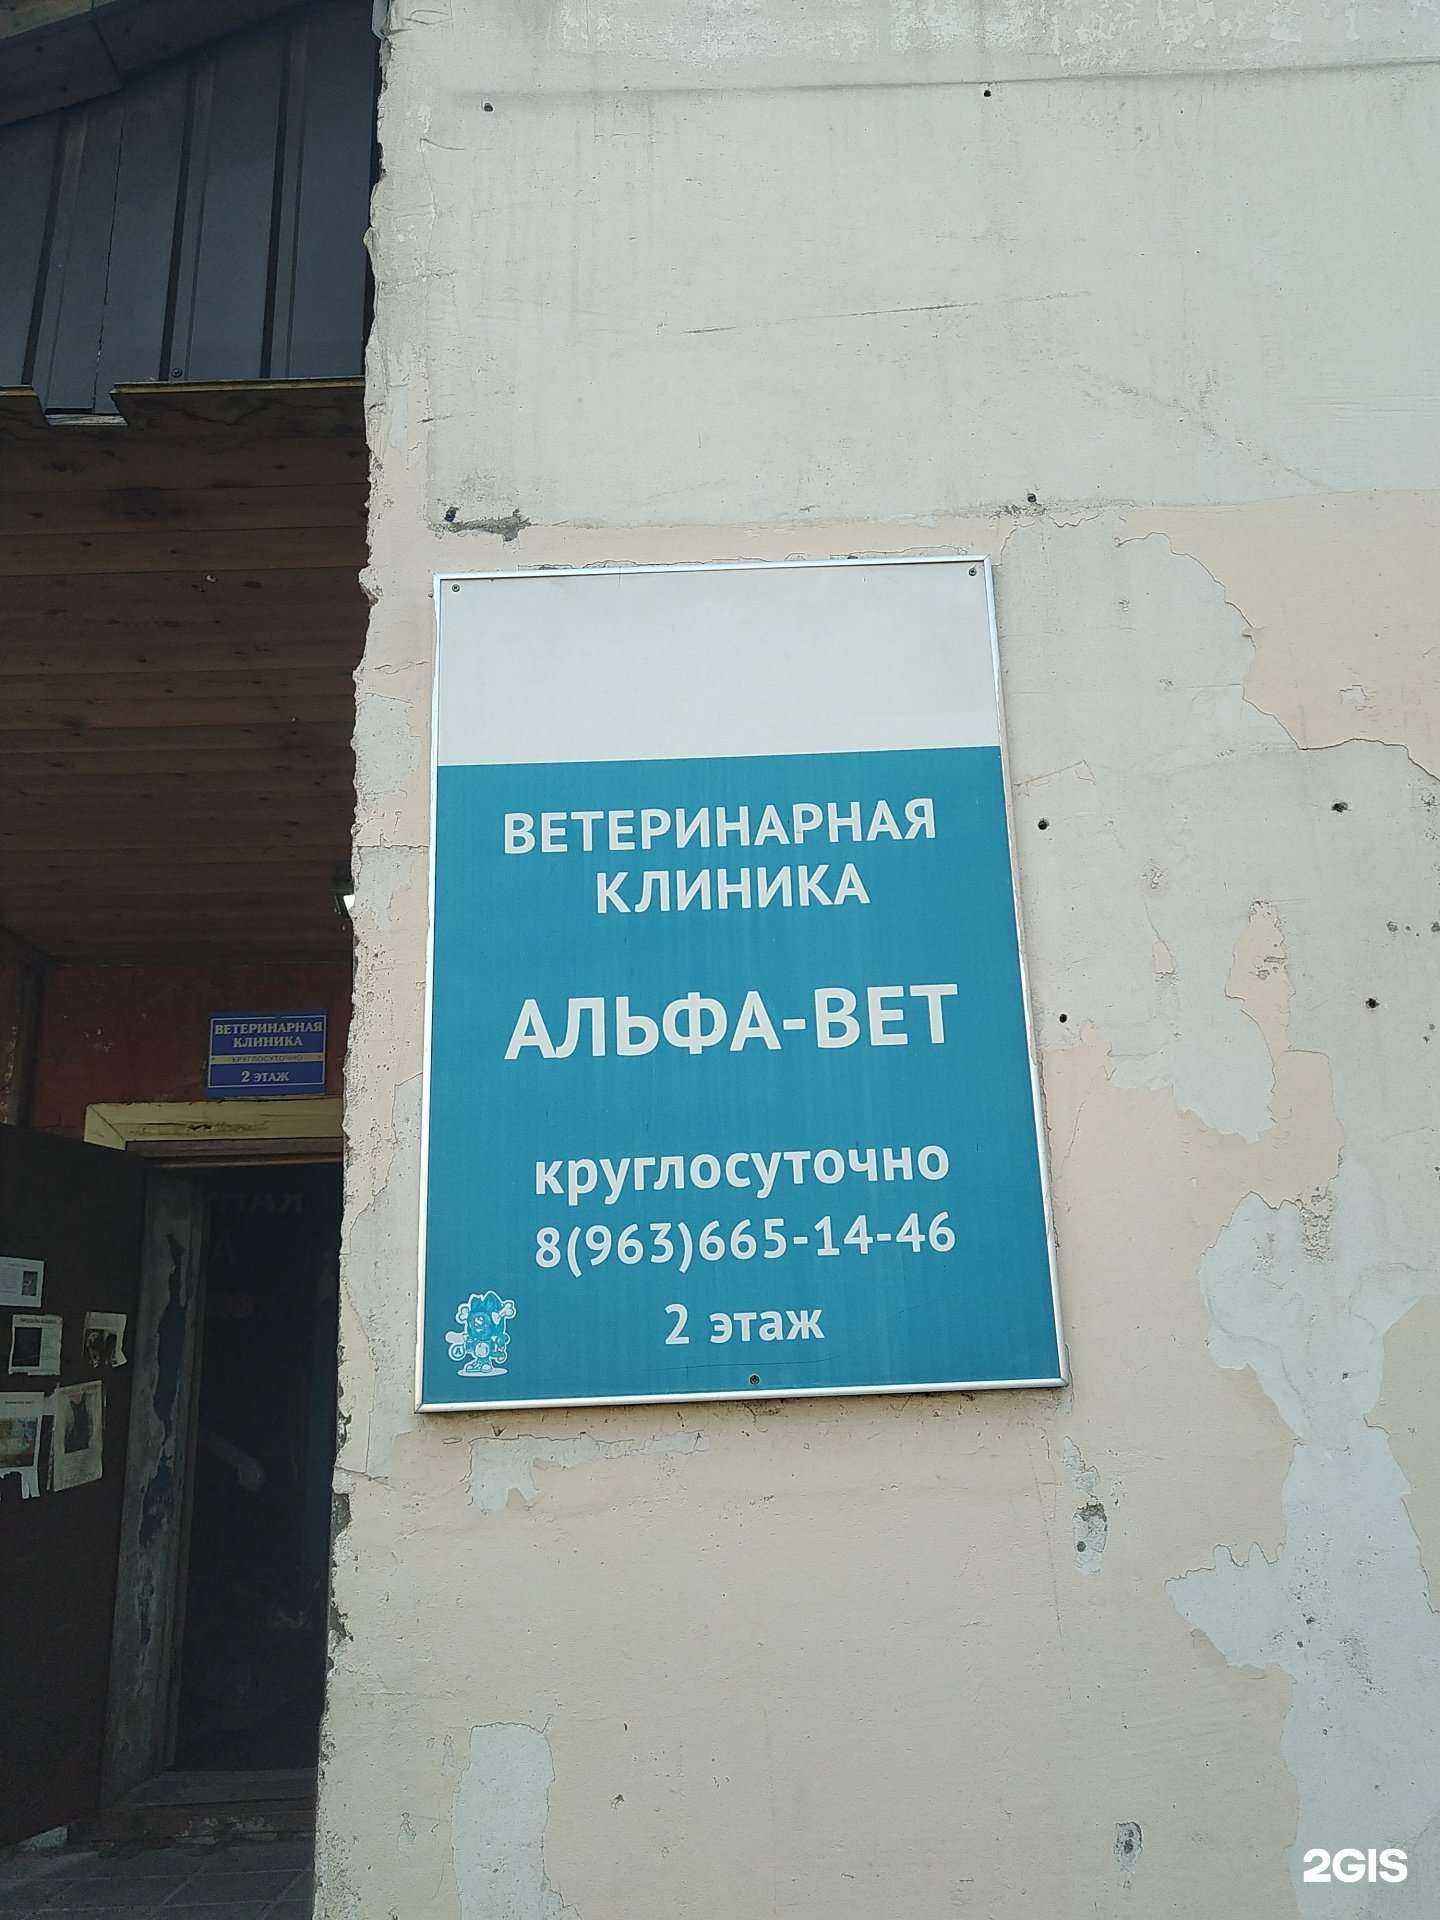 ВЕТЕРИНАРНАЯ
КЛИНИКА
АЛЬФА-ВЕТ
круглосуточно
8(963)665-14-46
2 этаж
ВЕТЕРИНАРНАЯ
КЛИНИКА
КРУГЛОСУТОЧНО
2 ЭТАЖ
2GIS